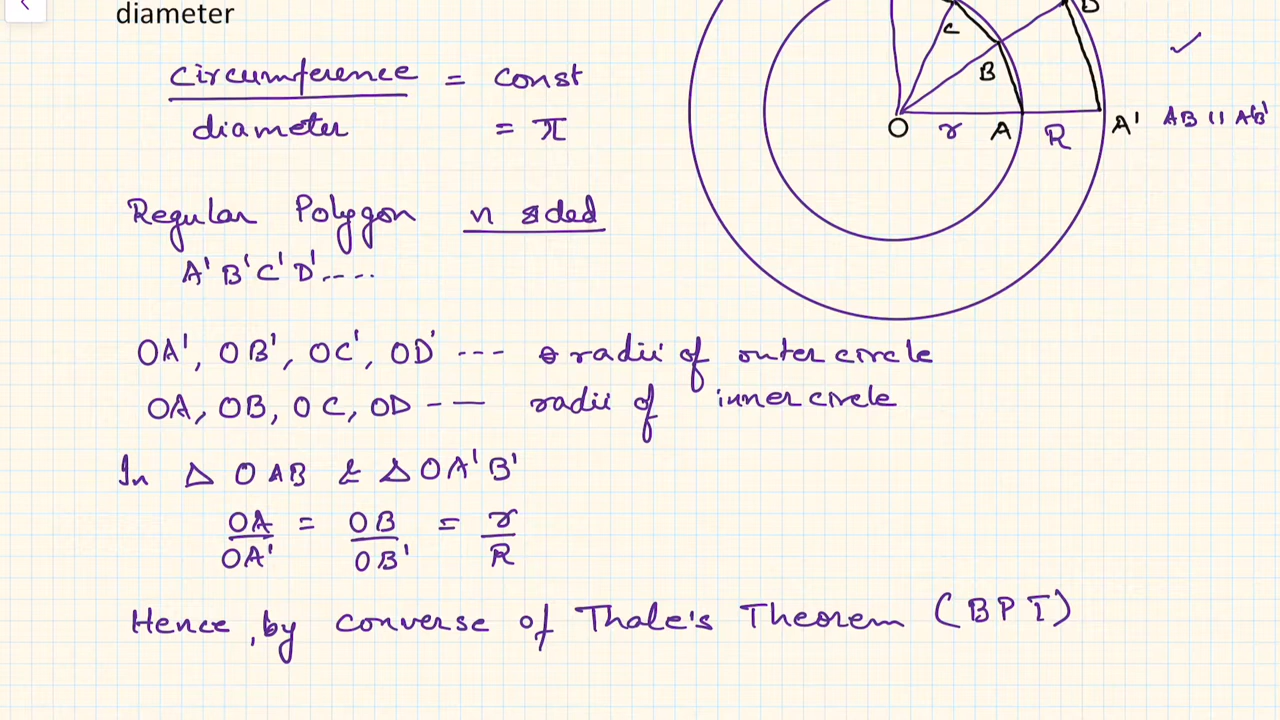 diameter
Circumference = Const
diameter = π
Regular Polygon n sided
A' B' C' D' ----
OA', OB', OC', OD' --- radii of outer circle
OA, OB, OC, OD -- — radii of inner circle
In △ OAB & △ OA'B'
OA = OB = r
OA' OB' R
Hence, by converse of Thale's Theorem (BPT)
C
B
B
O r A R A' AB || A'B'